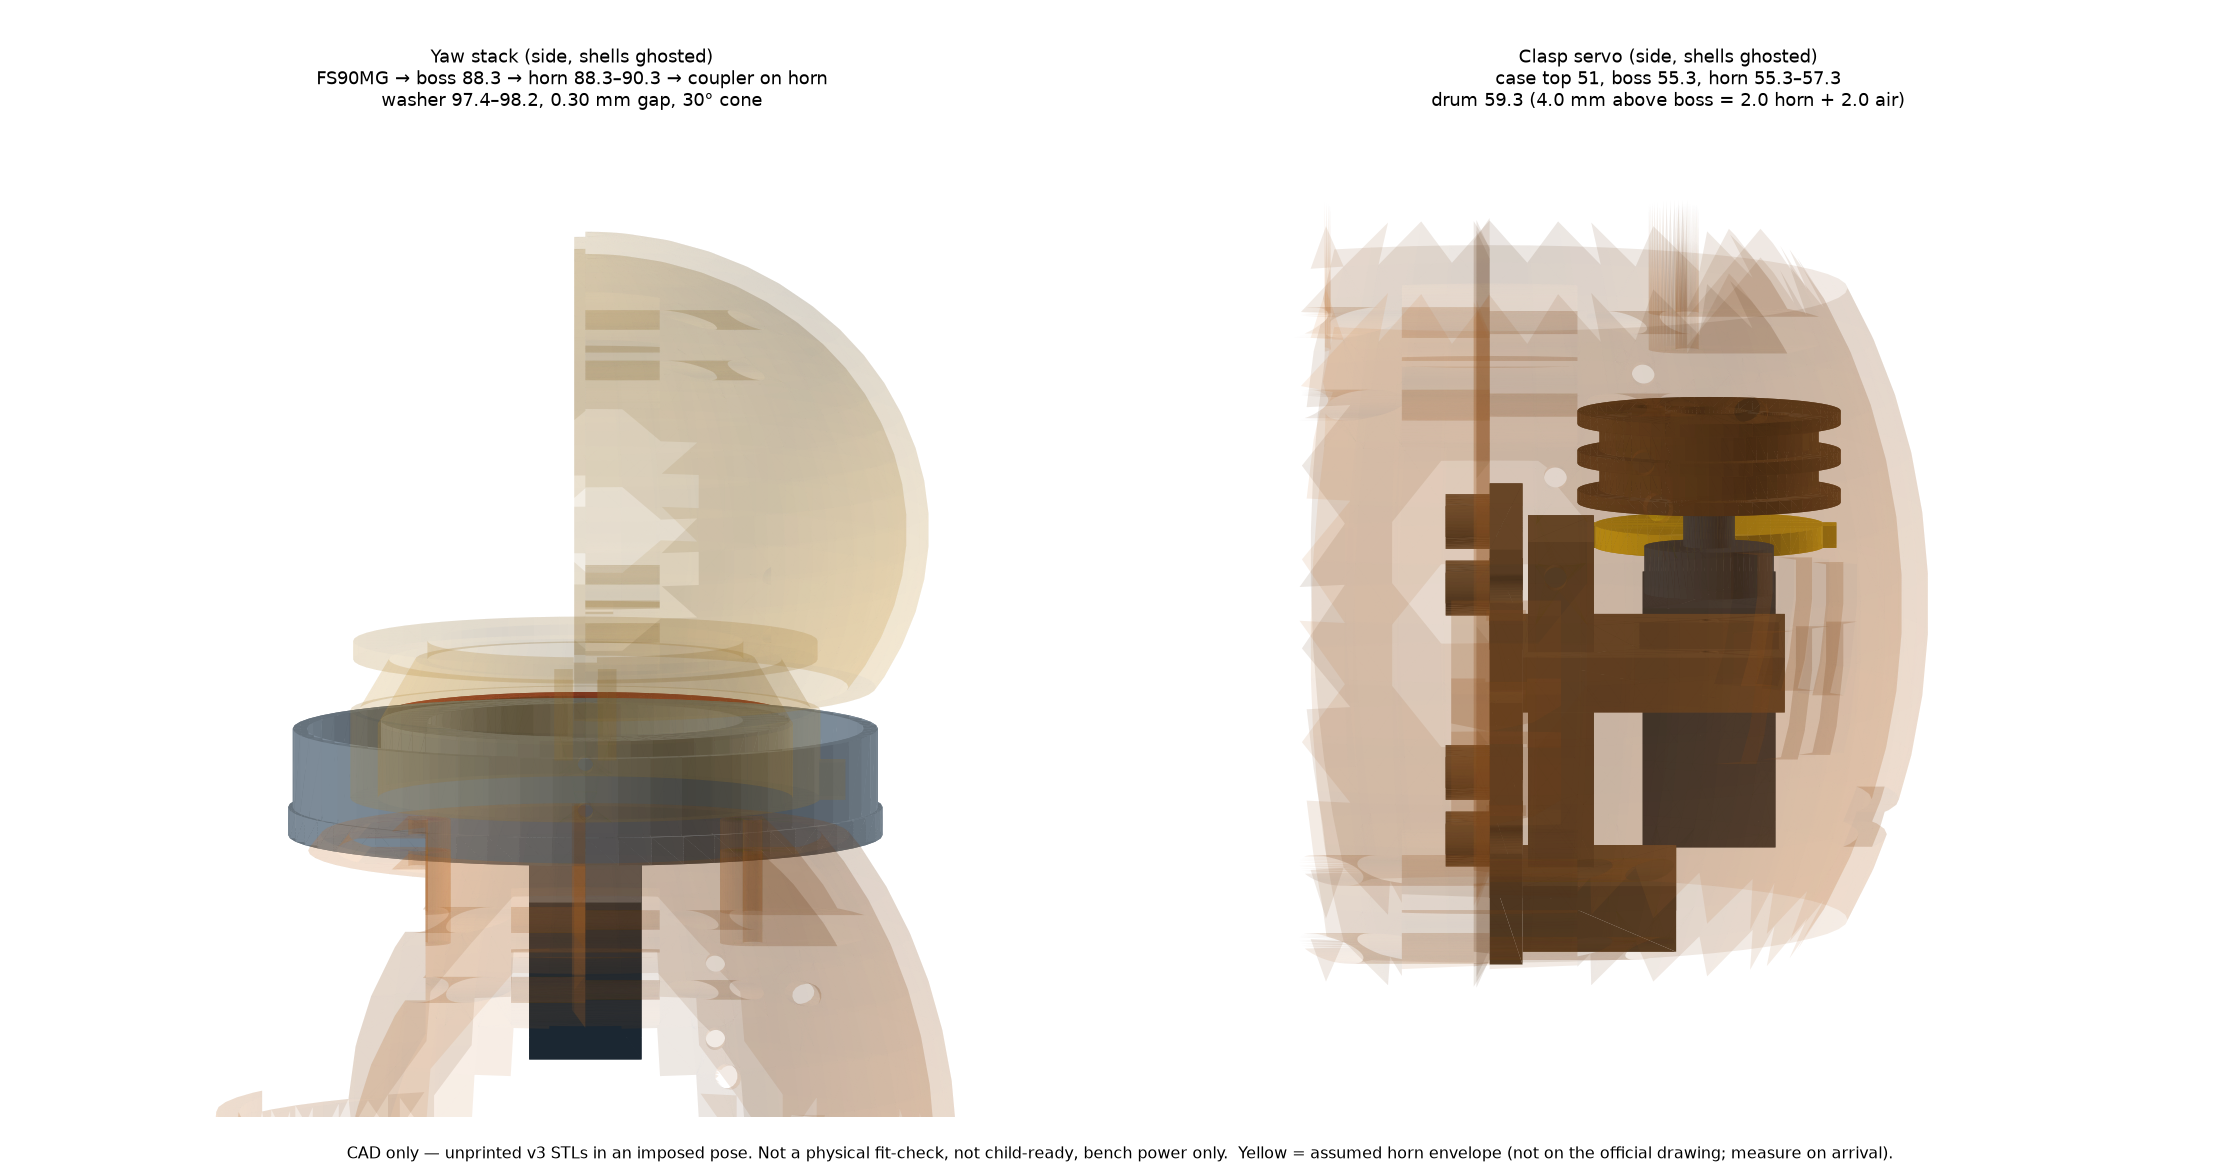 Yaw stack (side, shells ghosted)
FS90MG → boss 88.3 → horn 88.3–90.3 → coupler on horn
washer 97.4–98.2, 0.30 mm gap, 30° cone
Clasp servo (side, shells ghosted)
case top 51, boss 55.3, horn 55.3–57.3
drum 59.3 (4.0 mm above boss = 2.0 horn + 2.0 air)
CAD only — unprinted v3 STLs in an imposed pose. Not a physical fit-check, not child-ready, bench power only.  Yellow = assumed horn envelope (not on the official drawing; measure on arrival).